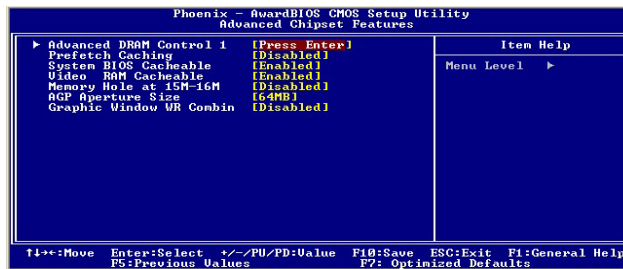 Phoenix - AwardBIOS CMOS Setup Utility
Advanced Chipset Features
▶ Advanced DRAM Control 1 [Press Enter]
Prefetch Caching [Disabled]
System BIOS Cacheable [Enabled]
Video RAM Cacheable [Enabled]
Memory Hole at 15M-16M [Disabled]
AGP Aperture Size [64MB]
Graphic Window WR Combin [Disabled]
Item Help
Menu Level ▶
↑↓→←:Move Enter:Select +/-/PU/PD:Value F10:Save ESC:Exit F1:General Help
F5:Previous Values F7: Optimized Defaults